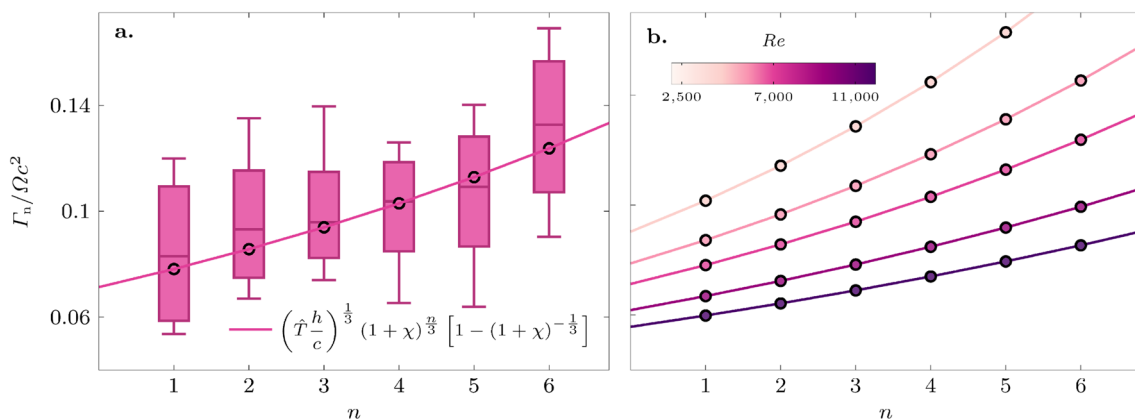 a.
0.14
0.1
0.06
Γn/Ωc²
(T̂ h/c)^{1/3} (1+χ)^{n/3} [1−(1+χ)^{−1/3}]
1 2 3 4 5 6
n
b.
Re
2,500 7,000 11,000
1 2 3 4 5 6
n